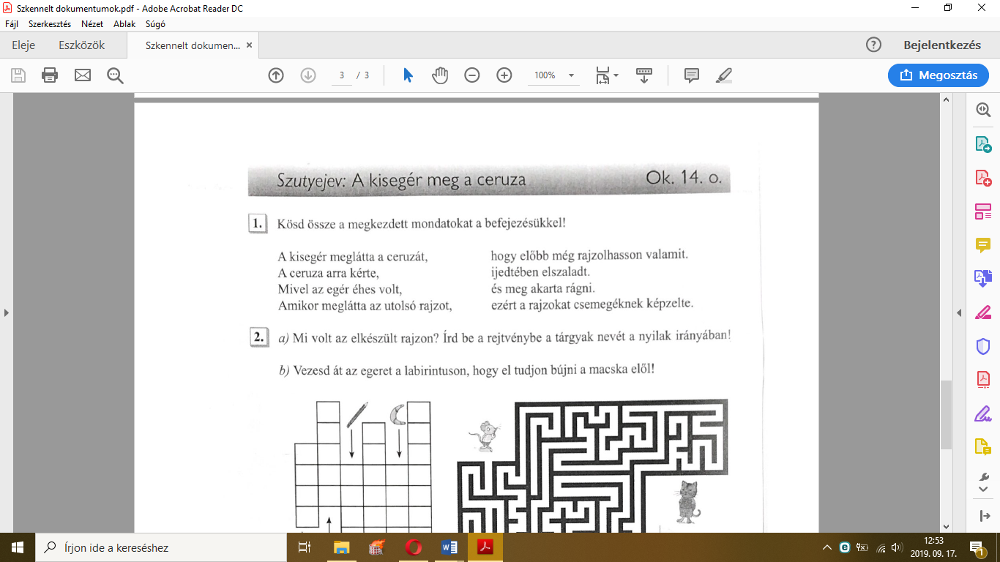 Szkennelt dokumentumok.pdf - Adobe Acrobat Reader DC
Fájl Szerkesztés Nézet Ablak Súgó
Eleje Eszközök Szkennelt dokumen... × Bejelentkezés
3 / 3 100% Megosztás
Szutyejev: A kisegér meg a ceruza Ok. 14. o.
1. Kösd össze a megkezdett mondatokat a befejezésükkel!
A kisegér meglátta a ceruzát, hogy előbb még rajzolhasson valamit.
A ceruza arra kérte, ijedtében elszaladt.
Mivel az egér éhes volt, és meg akarta rágni.
Amikor meglátta az utolsó rajzot, ezért a rajzokat csemegéknek képzelte.
2. a) Mi volt az elkészült rajzon? Írd be a rejtvénybe a tárgyak nevét a nyilak irányában!
b) Vezesd át az egeret a labirintuson, hogy el tudjon bújni a macska elől!
Írjon ide a kereséshez
12:53
2019. 09. 17.
1